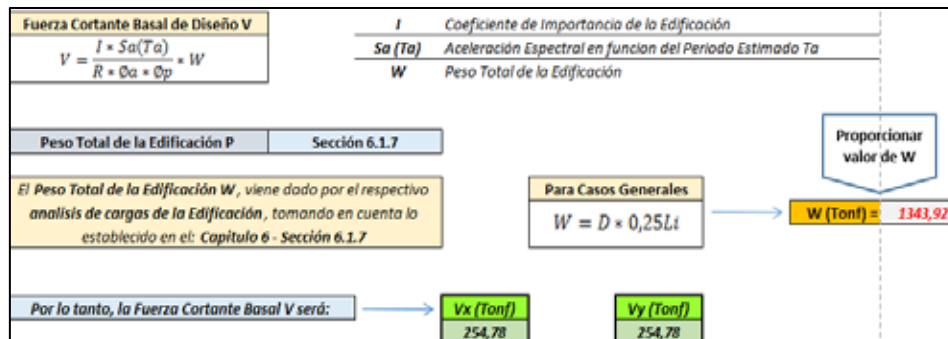 Fuerza Cortante Basal de Diseño V
V = I * Sa(Ta) / R * Øa * Øp * W
I Coeficiente de Importancia de la Edificación
Sa (Ta) Aceleración Espectral en funcion del Periodo Estimado Ta
W Peso Total de la Edificación
Peso Total de la Edificación P Sección 6.1.7
Proporcionar
valor de W
El Peso Total de la Edificación W, viene dado por el respectivo
analisis de cargas de la Edificación, tomando en cuenta lo
establecido en el: Capitulo 6 - Sección 6.1.7
Para Casos Generales
W = D * 0,25Li
W (Tonf) = 1343,92
Por lo tanto, la Fuerza Cortante Basal V será:
Vx (Tonf) Vy (Tonf)
254,78 254,78